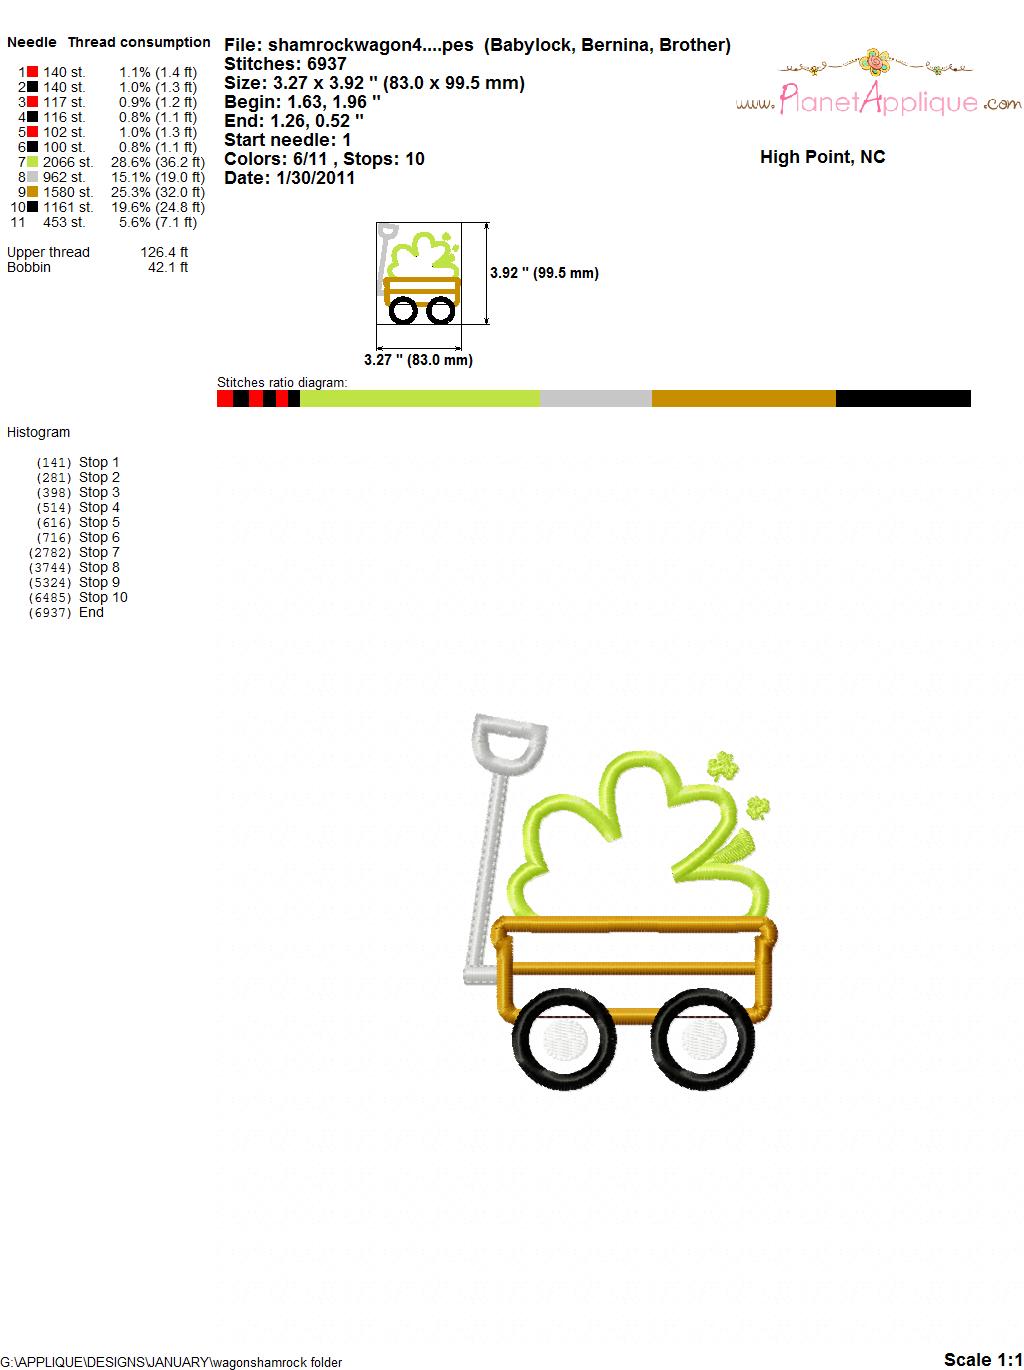 Needle Thread consumption
1 140 st. 1.1% (1.4 ft)
2 140 st. 1.0% (1.3 ft)
3 117 st. 0.9% (1.2 ft)
4 116 st. 0.8% (1.1 ft)
5 102 st. 1.0% (1.3 ft)
6 100 st. 0.8% (1.1 ft)
7 2066 st. 28.6% (36.2 ft)
8 962 st. 15.1% (19.0 ft)
9 1580 st. 25.3% (32.0 ft)
10 1161 st. 19.6% (24.8 ft)
11 453 st. 5.6% (7.1 ft)
Upper thread 126.4 ft
Bobbin 42.1 ft
File: shamrockwagon4....pes (Babylock, Bernina, Brother)
Stitches: 6937
Size: 3.27 x 3.92 " (83.0 x 99.5 mm)
Begin: 1.63, 1.96 "
End: 1.26, 0.52 "
Start needle: 1
Colors: 6/11 , Stops: 10
Date: 1/30/2011
www.PlanetApplique.com
High Point, NC
3.92 " (99.5 mm)
3.27 " (83.0 mm)
Stitches ratio diagram:
Histogram
(141) Stop 1
(281) Stop 2
(398) Stop 3
(514) Stop 4
(616) Stop 5
(716) Stop 6
(2782) Stop 7
(3744) Stop 8
(5324) Stop 9
(6485) Stop 10
(6937) End
G:\APPLIQUE\DESIGNS\JANUARY\wagonshamrock folder
Scale 1:1